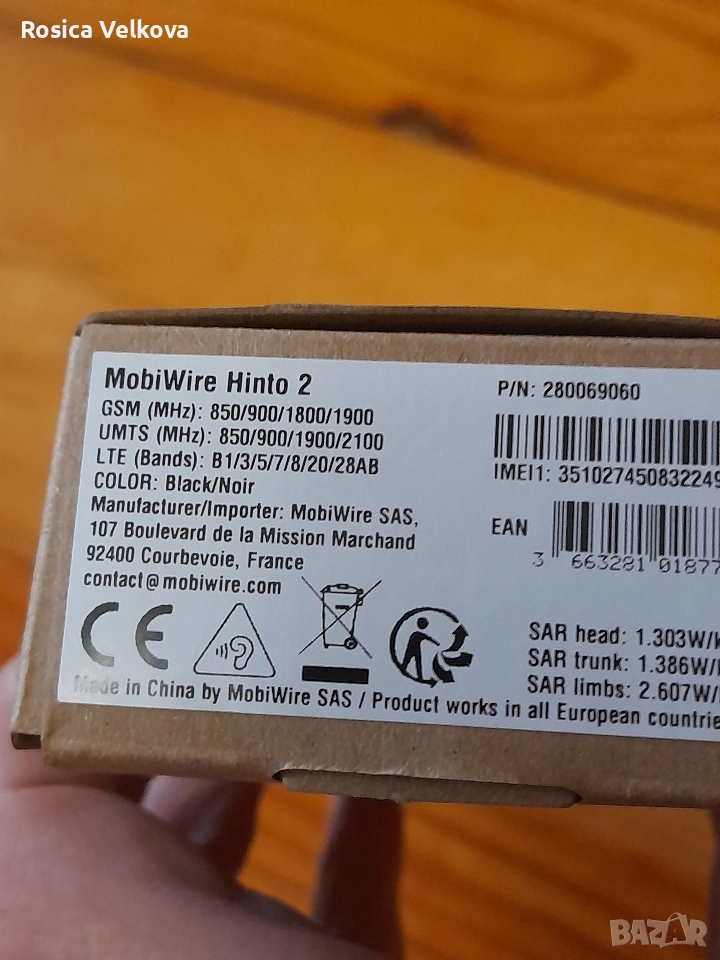 Rosica Velkova
MobiWire Hinto 2
GSM (MHz): 850/900/1800/1900
UMTS (MHz): 850/900/1900/2100
LTE (Bands): B1/3/5/7/8/20/28AB
COLOR: Black/Noir
Manufacturer/Importer: MobiWire SAS,
107 Boulevard de la Mission Marchand
92400 Courbevoie, France
contact@mobiwire.com
P/N: 280069060
IMEI1: 351027450832249
EAN
3 663281 01877
CE
SAR head: 1.303W/k
SAR trunk: 1.386W/
SAR limbs: 2.607W/
Made in China by MobiWire SAS / Product works in all European countrie
BAZAR